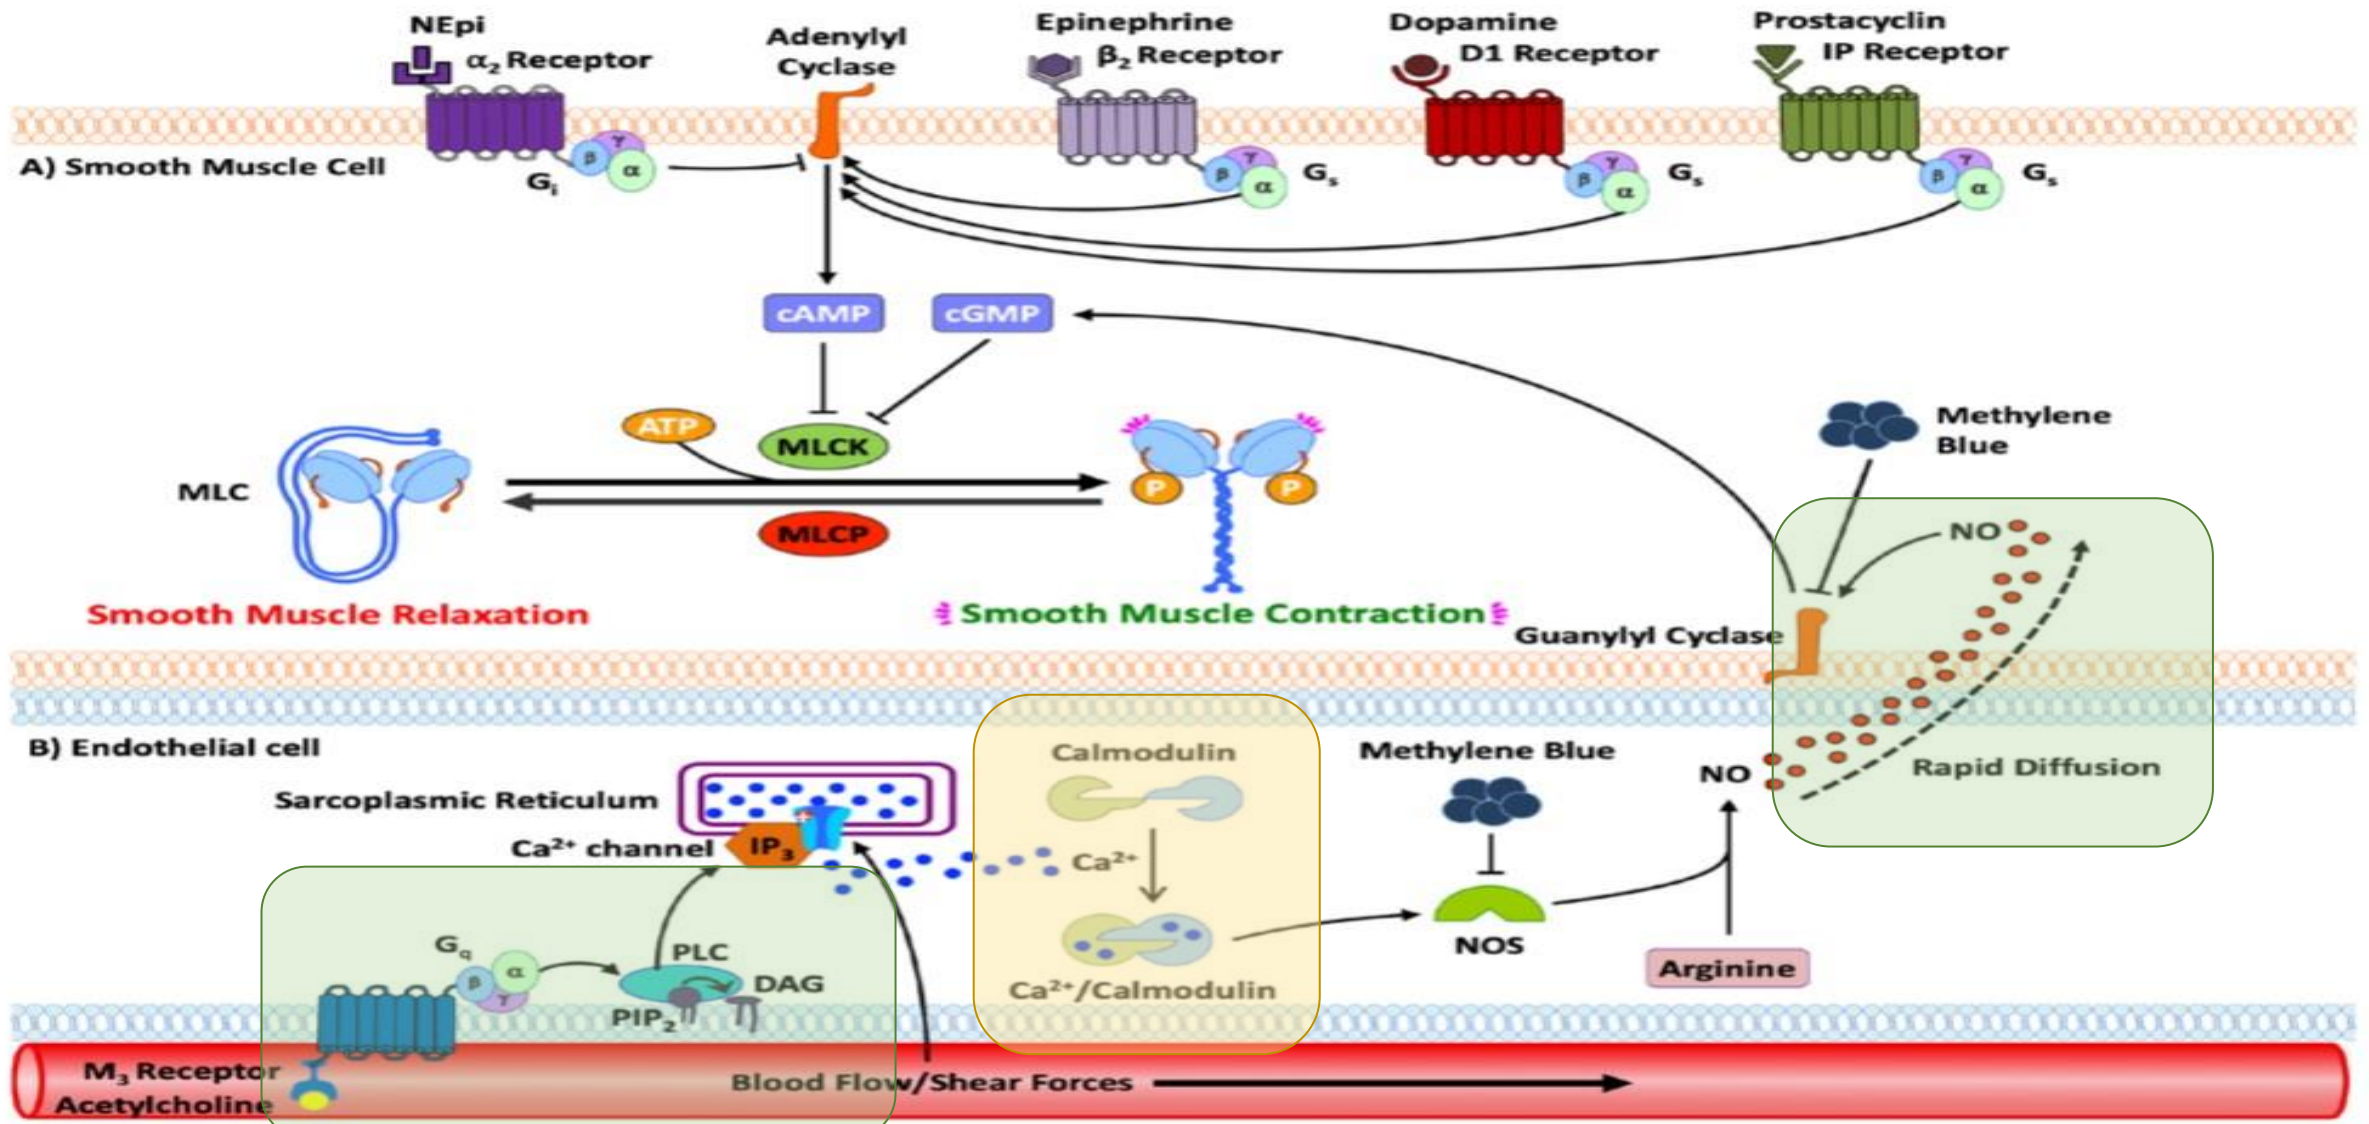 NEpi
α₂ Receptor
Adenylyl
Cyclase
Epinephrine
β₂ Receptor
Dopamine
D1 Receptor
Prostacyclin
IP Receptor
A) Smooth Muscle Cell
Gᵢ
β
γ
α
β
γ
α
Gₛ
β
γ
α
Gₛ
β
γ
α
Gₛ
cAMP
cGMP
ATP
MLCK
MLC
P
P
MLCP
Methylene
Blue
NO
Smooth Muscle Relaxation
Smooth Muscle Contraction
Guanylyl Cyclase
B) Endothelial cell
Calmodulin
Methylene Blue
NO
Rapid Diffusion
Sarcoplasmic Reticulum
Ca²⁺ channel
IP₃
+
Ca²⁺
Gq
α
β
γ
PLC
DAG
PIP₂
NOS
Arginine
Ca²⁺/Calmodulin
M₃ Receptor
Acetylcholine
Blood Flow/Shear Forces